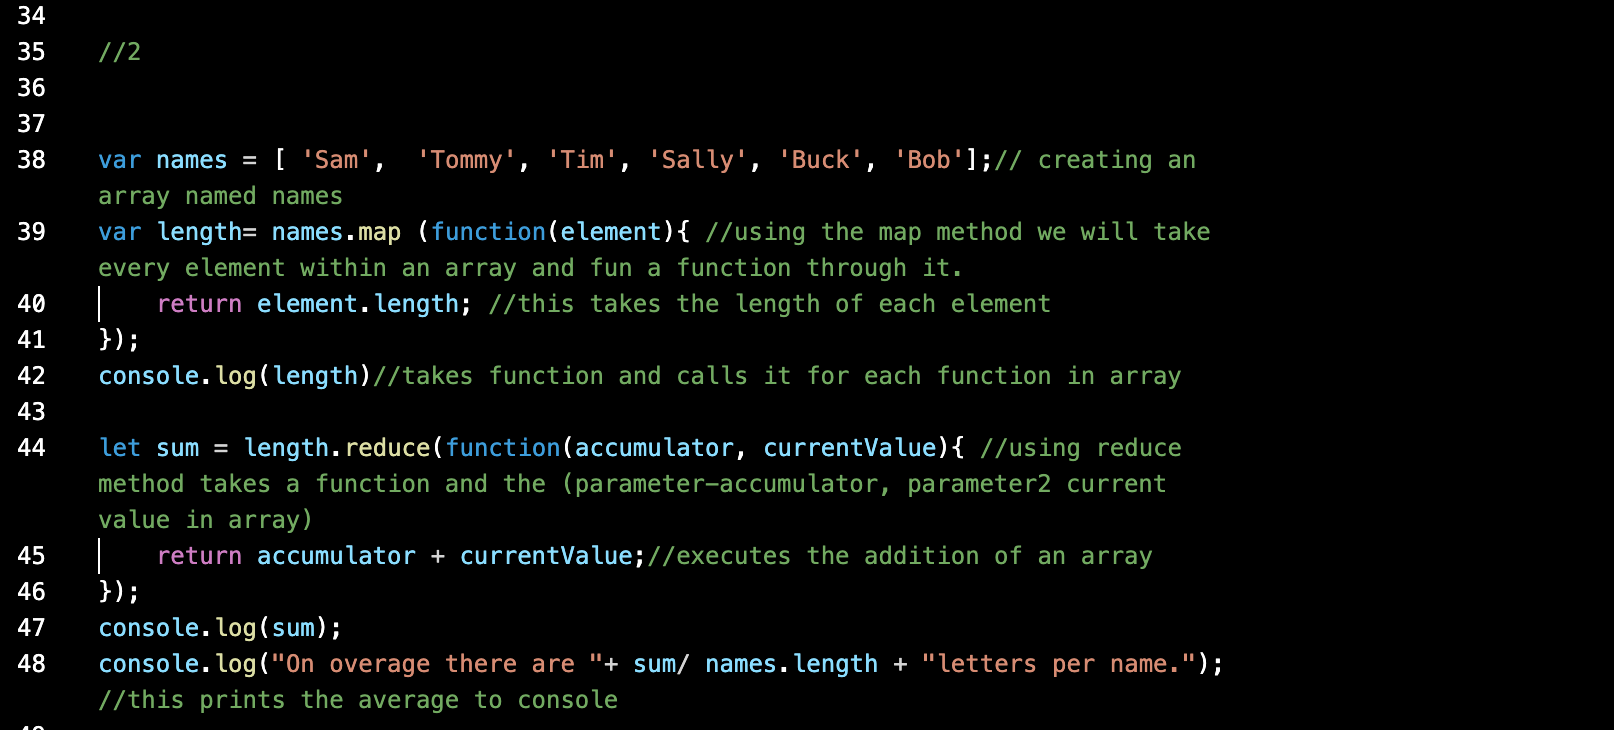 34
35 //2
36
37
38 var names = [ 'Sam',  'Tommy', 'Tim', 'Sally', 'Buck', 'Bob'];// creating an
array named names
39 var length= names.map (function(element){ //using the map method we will take
every element within an array and fun a function through it.
40     return element.length; //this takes the length of each element
41 });
42 console.log(length)//takes function and calls it for each function in array
43
44 let sum = length.reduce(function(accumulator, currentValue){ //using reduce
method takes a function and the (parameter-accumulator, parameter2 current
value in array)
45     return accumulator + currentValue;//executes the addition of an array
46 });
47 console.log(sum);
48 console.log("On overage there are "+ sum/ names.length + "letters per name.");
//this prints the average to console